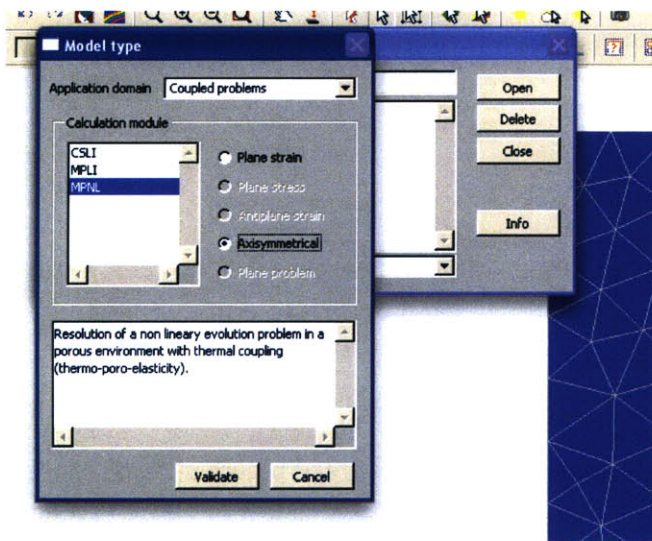 Model type
Application domain Coupled problems
Calculation module
CSLI
MPLI
MPNL
Plane strain
Plane stress
Antiplane strain
Axisymmetrical
Plane problem
Resolution of a non lineary evolution problem in a
porous environment with thermal coupling
(thermo-poro-elasticity).
Validate Cancel
Open
Delete
Close
Info